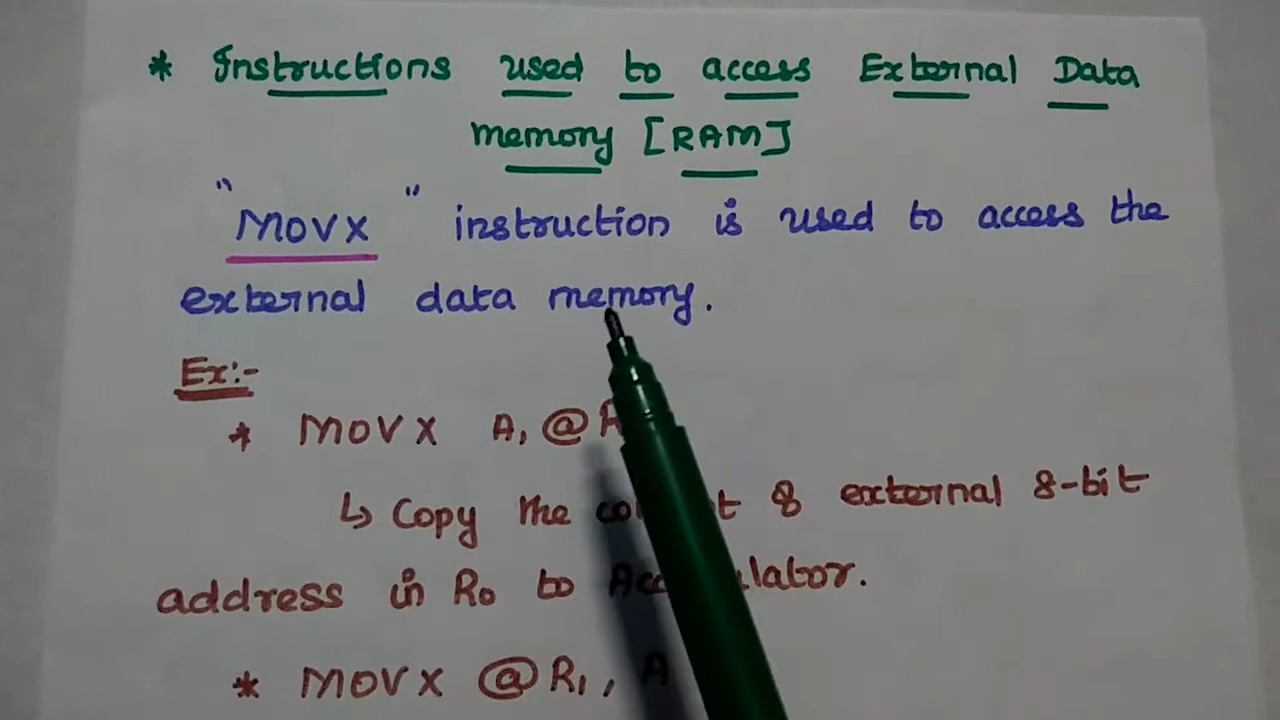 * Instructions used to access External Data
memory [RAM]
"MOVX" instruction is used to access the
external data memory.
Ex:-
* MOVX A, @R
↳ Copy the of external 8-bit
address in R0 to
* MOVX @R1, A